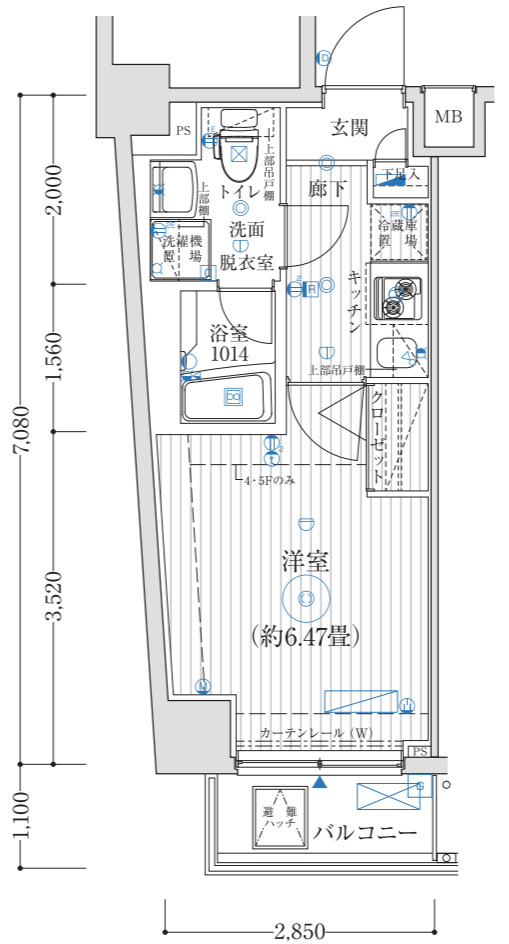 D
玄関
MB
PS
E
上部吊戸棚
トイレ
下足入
廊下
2E
冷蔵庫
置場
上部棚
洗面
脱衣室
洗濯機
置場
キッチン
R
浴室
1014
上部吊戸棚
クローゼット
2
4・5Fのみ
洋室
(約6.47畳)
M
カーテンレール(W)
PS
G
避難
ハッチ
バルコニー
2,000
1,560
7,080
3,520
1,100
2,850